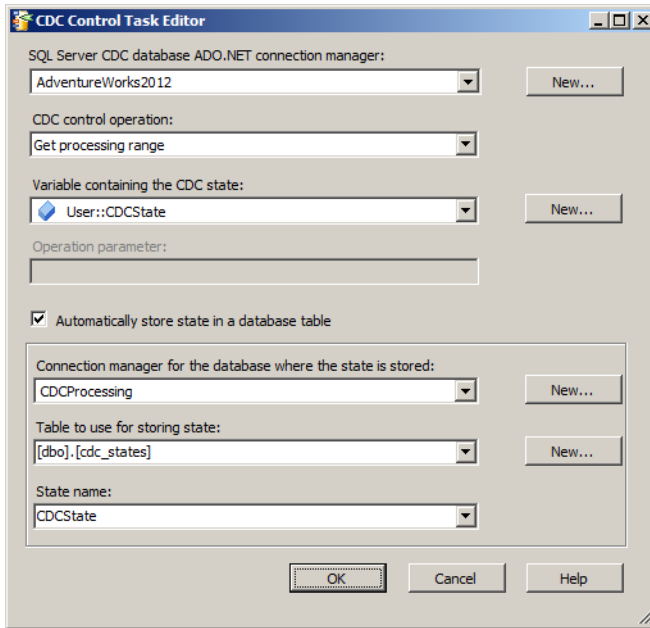 CDC Control Task Editor
SQL Server CDC database ADO.NET connection manager:
AdventureWorks2012
New...
CDC control operation:
Get processing range
Variable containing the CDC state:
User::CDCState
New...
Operation parameter:
Automatically store state in a database table
Connection manager for the database where the state is stored:
CDCProcessing
New...
Table to use for storing state:
[dbo].[cdc_states]
New...
State name:
CDCState
OK
Cancel
Help